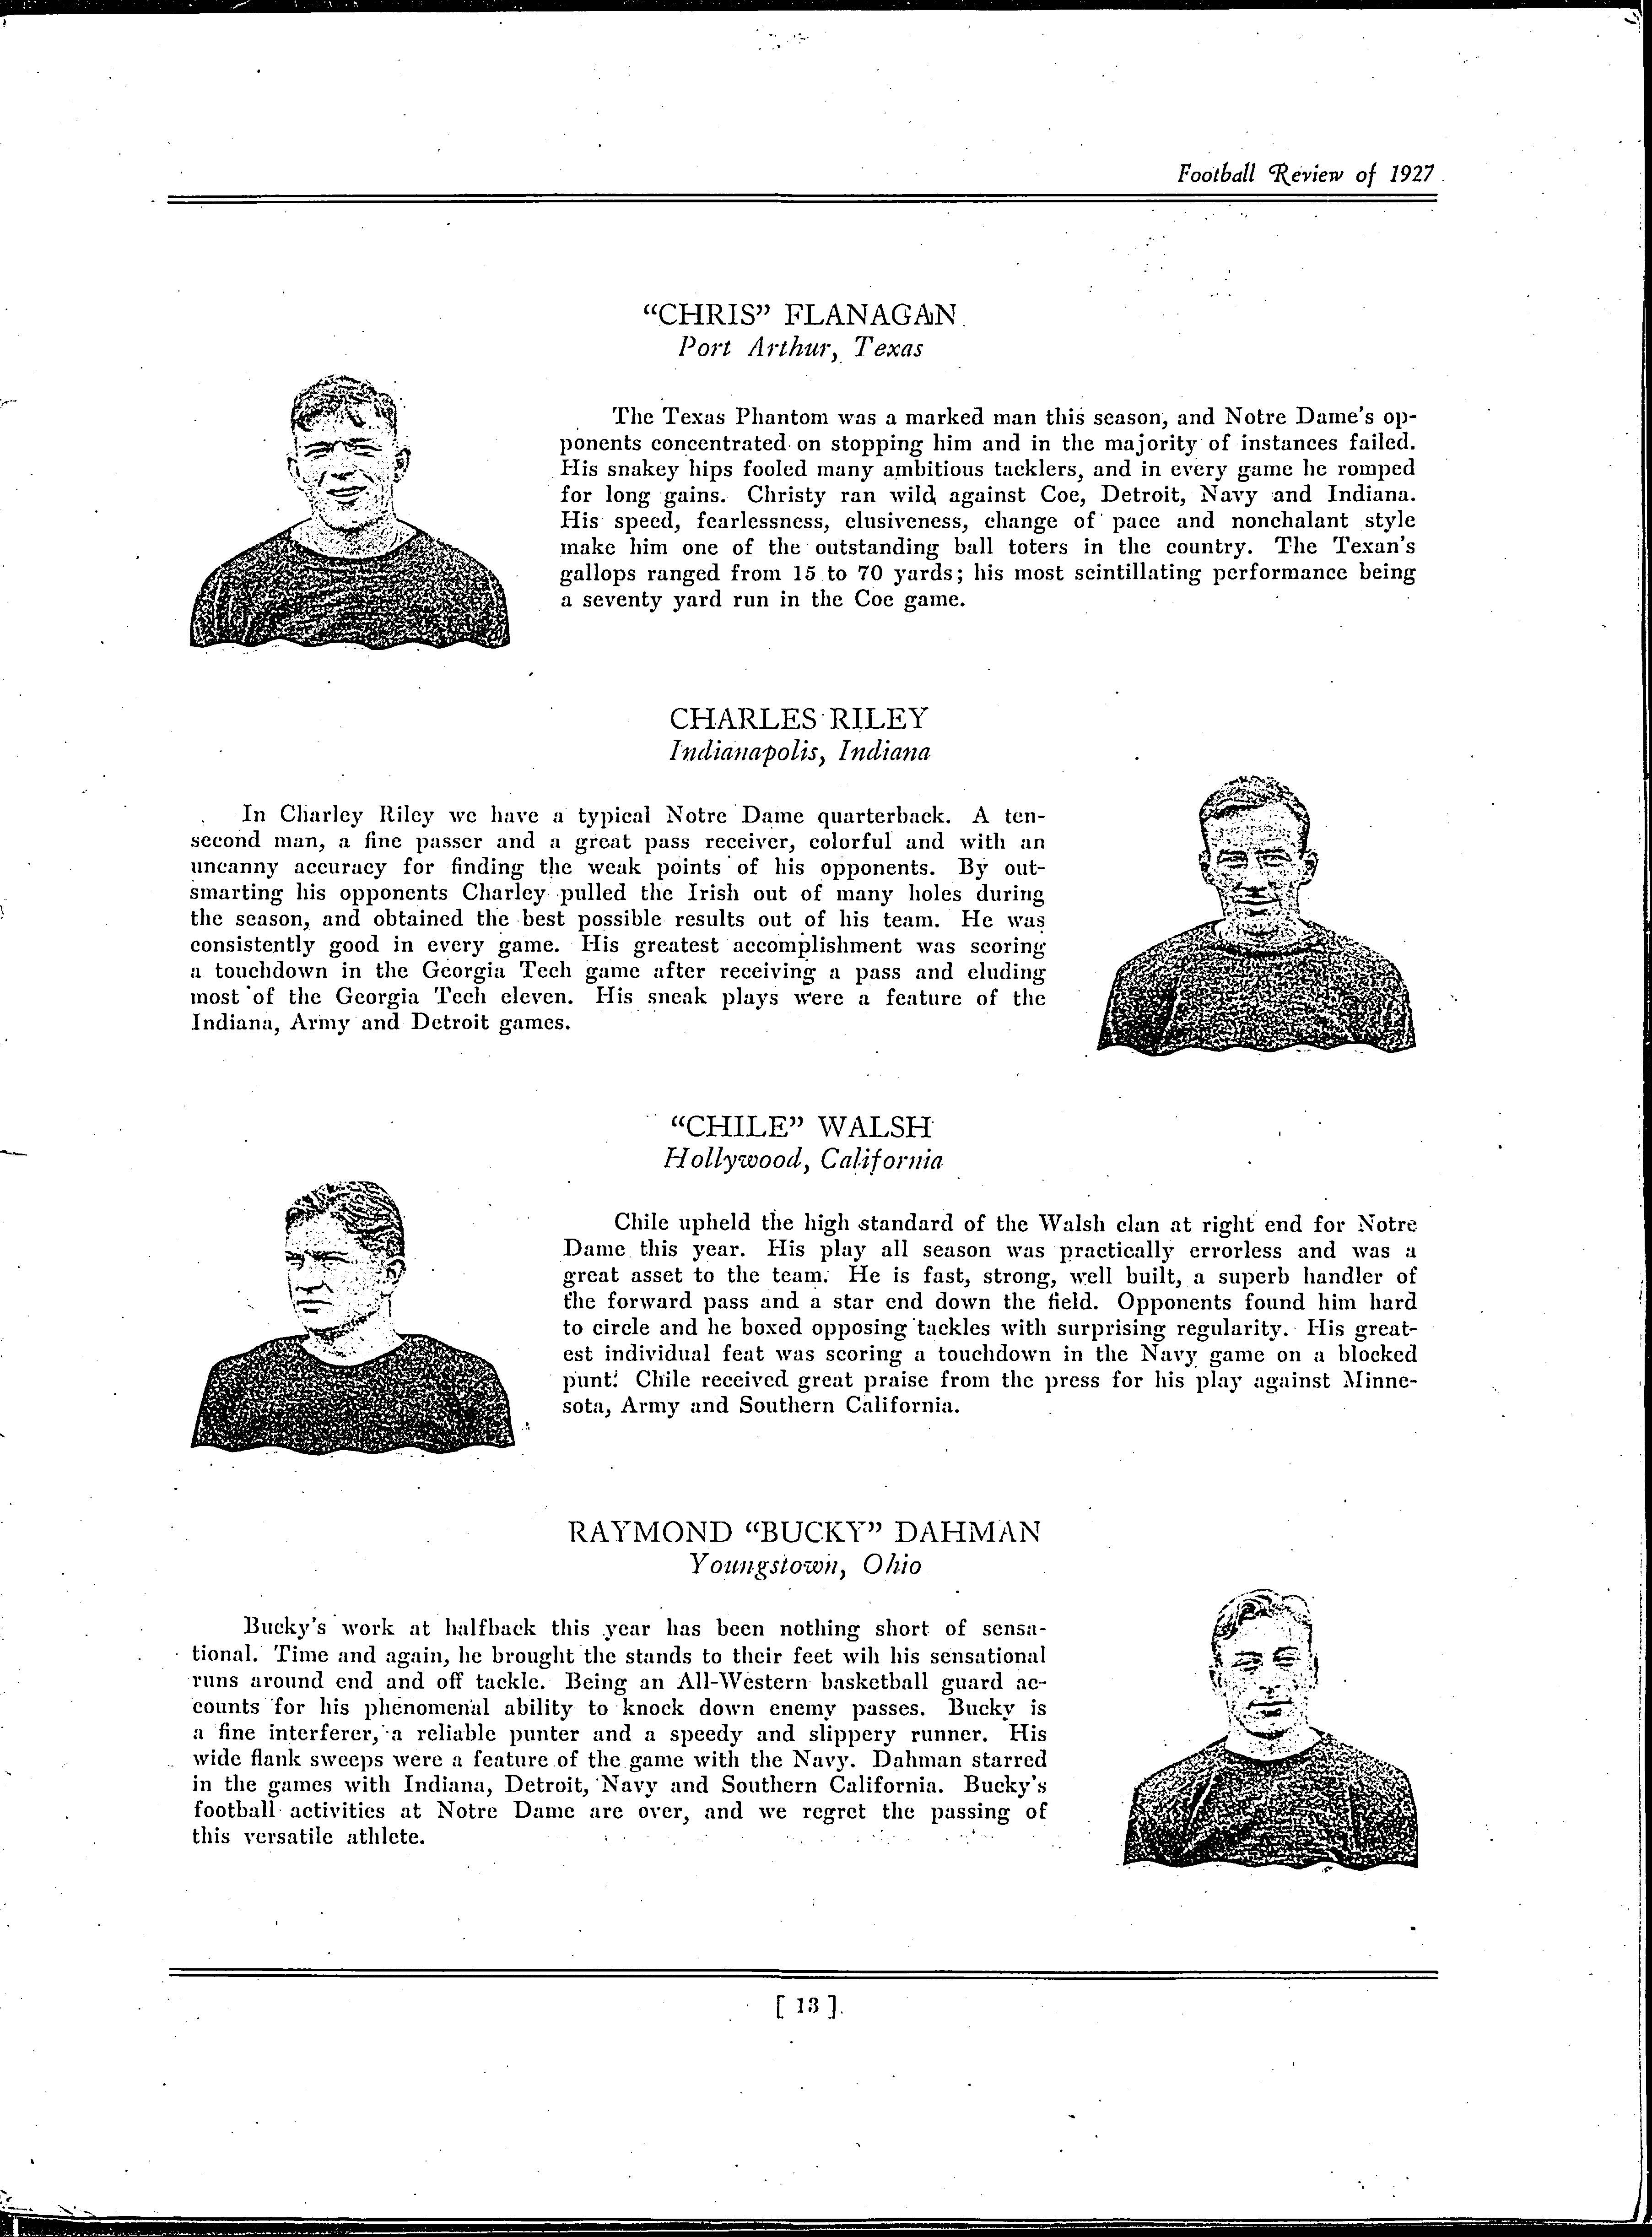 Football Review of 1927
“CHRIS” FLANAGAN
Port Arthur, Texas
The Texas Phantom was a marked man this season, and Notre Dame's op-
ponents concentrated on stopping him and in the majority of instances failed.
His snakey hips fooled many ambitious tacklers, and in every game he romped
for long gains. Christy ran wild against Coe, Detroit, Navy and Indiana.
His speed, fearlessness, elusiveness, change of pace and nonchalant style
make him one of the outstanding ball toters in the country. The Texan's
gallops ranged from 15 to 70 yards; his most scintillating performance being
a seventy yard run in the Coe game.
CHARLES RILEY
Indianapolis, Indiana
In Charley Riley we have a typical Notre Dame quarterback. A ten-
second man, a fine passer and a great pass receiver, colorful and with an
uncanny accuracy for finding the weak points of his opponents. By out-
smarting his opponents Charley pulled the Irish out of many holes during
the season, and obtained the best possible results out of his team. He was
consistently good in every game. His greatest accomplishment was scoring
a touchdown in the Georgia Tech game after receiving a pass and eluding
most of the Georgia Tech eleven. His sneak plays were a feature of the
Indiana, Army and Detroit games.
“CHILE” WALSH
Hollywood, California
Chile upheld the high standard of the Walsh clan at right end for Notre
Dame this year. His play all season was practically errorless and was a
great asset to the team. He is fast, strong, well built, a superb handler of
the forward pass and a star end down the field. Opponents found him hard
to circle and he boxed opposing tackles with surprising regularity. His great-
est individual feat was scoring a touchdown in the Navy game on a blocked
punt. Chile received great praise from the press for his play against Minne-
sota, Army and Southern California.
RAYMOND “BUCKY” DAHMAN
Youngstown, Ohio
Bucky's work at halfback this year has been nothing short of sensa-
tional. Time and again, he brought the stands to their feet wih his sensational
runs around end and off tackle. Being an All-Western basketball guard ac-
counts for his phenomenal ability to knock down enemy passes. Bucky is
a fine interferer, a reliable punter and a speedy and slippery runner. His
wide flank sweeps were a feature of the game with the Navy. Dahman starred
in the games with Indiana, Detroit, Navy and Southern California. Bucky's
football activities at Notre Dame are over, and we regret the passing of
this versatile athlete.
[ 13 ]